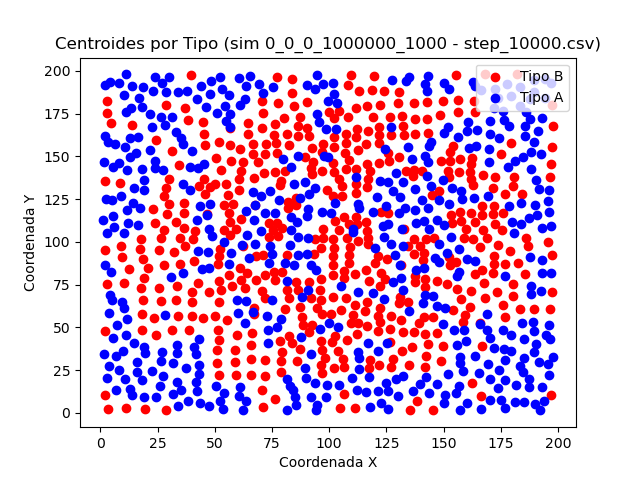 Centroides por Tipo (sim 0_0_0_1000000_1000 - step_10000.csv)
Tipo B
Tipo A
200
175
150
125
100
75
50
25
0
Coordenada Y
0 25 50 75 100 125 150 175 200
Coordenada X